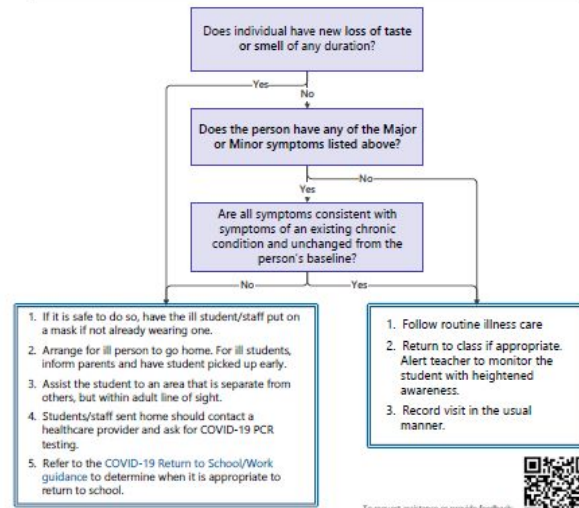 Does individual have new loss of taste
or smell of any duration?
Yes
No
Does the person have any of the Major
or Minor symptoms listed above?
No
Yes
Are all symptoms consistent with
symptoms of an existing chronic
condition and unchanged from the
person's baseline?
No
Yes
1. If it is safe to do so, have the ill student/staff put on
a mask if not already wearing one.
2. Arrange for ill person to go home. For ill students,
inform parents and have student picked up early.
3. Assist the student to an area that is separate from
others, but within adult line of sight.
4. Students/staff sent home should contact a
healthcare provider and ask for COVID-19 PCR
testing.
5. Refer to the COVID-19 Return to School/Work
guidance to determine when it is appropriate to
return to school.
1. Follow routine illness care
2. Return to class if appropriate.
Alert teacher to monitor the
student with heightened
awareness.
3. Record visit in the usual
manner.